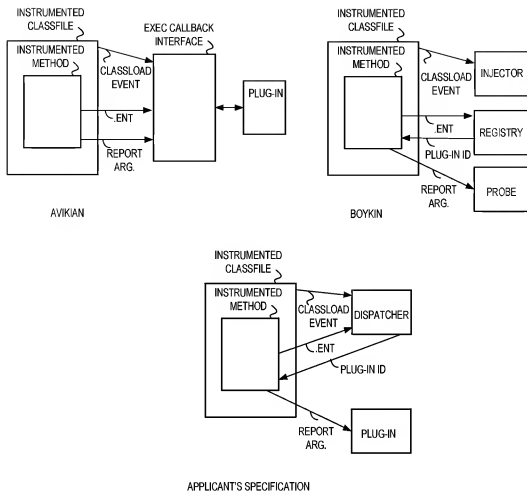 INSTRUMENTED
CLASSFILE
INSTRUMENTED
METHOD
CLASSLOAD
EVENT
.ENT
REPORT
ARG.
EXEC CALLBACK
INTERFACE
PLUG-IN
AVIKIAN
INSTRUMENTED
CLASSFILE
INSTRUMENTED
METHOD
CLASSLOAD
EVENT
INJECTOR
.ENT
REGISTRY
PLUG-IN ID
REPORT
ARG.
PROBE
BOYKIN
INSTRUMENTED
CLASSFILE
INSTRUMENTED
METHOD
CLASSLOAD
EVENT
DISPATCHER
.ENT
PLUG-IN ID
REPORT
ARG.
PLUG-IN
APPLICANT'S SPECIFICATION